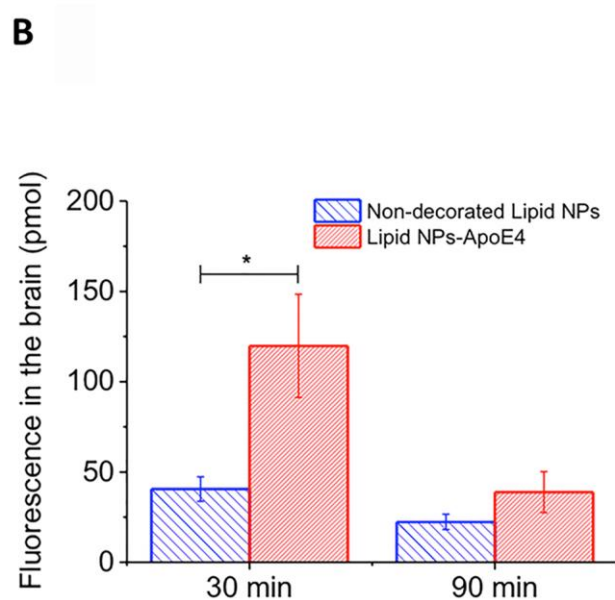 B
Fluorescence in the brain (pmol)
200
150
100
50
0
Non-decorated Lipid NPs
Lipid NPs-ApoE4
*
30 min
90 min